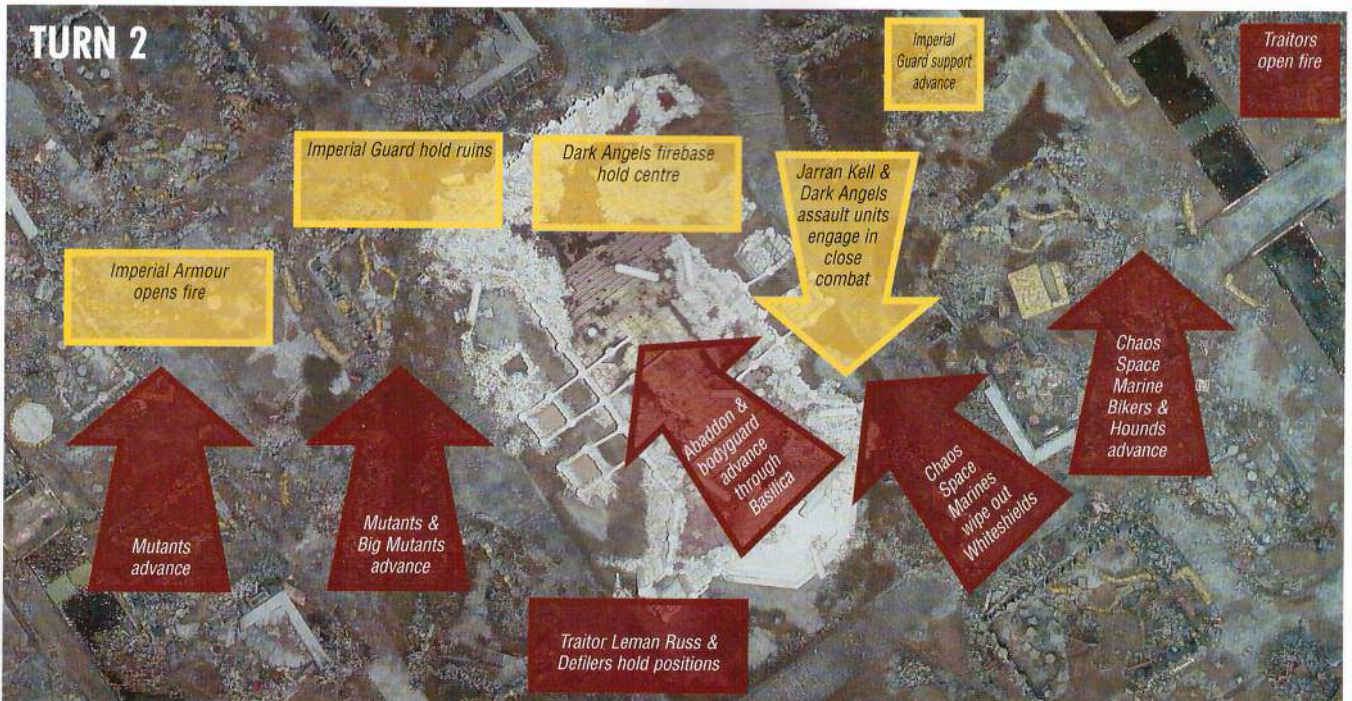 TURN 2
Imperial
Guard support
advance
Traitors
open fire
Imperial Guard hold ruins
Dark Angels firebase
hold centre
Jarran Kell &
Dark Angels
assault units
engage in
close
combat
Imperial Armour
opens fire
Mutants
advance
Mutants &
Big Mutants
advance
Abaddon &
bodyguard
advance
through
Basilica
Chaos
Space
Marines
wipe out
Whiteshields
Chaos
Space
Marine
Bikers &
Hounds
advance
Traitor Leman Russ &
Defilers hold positions